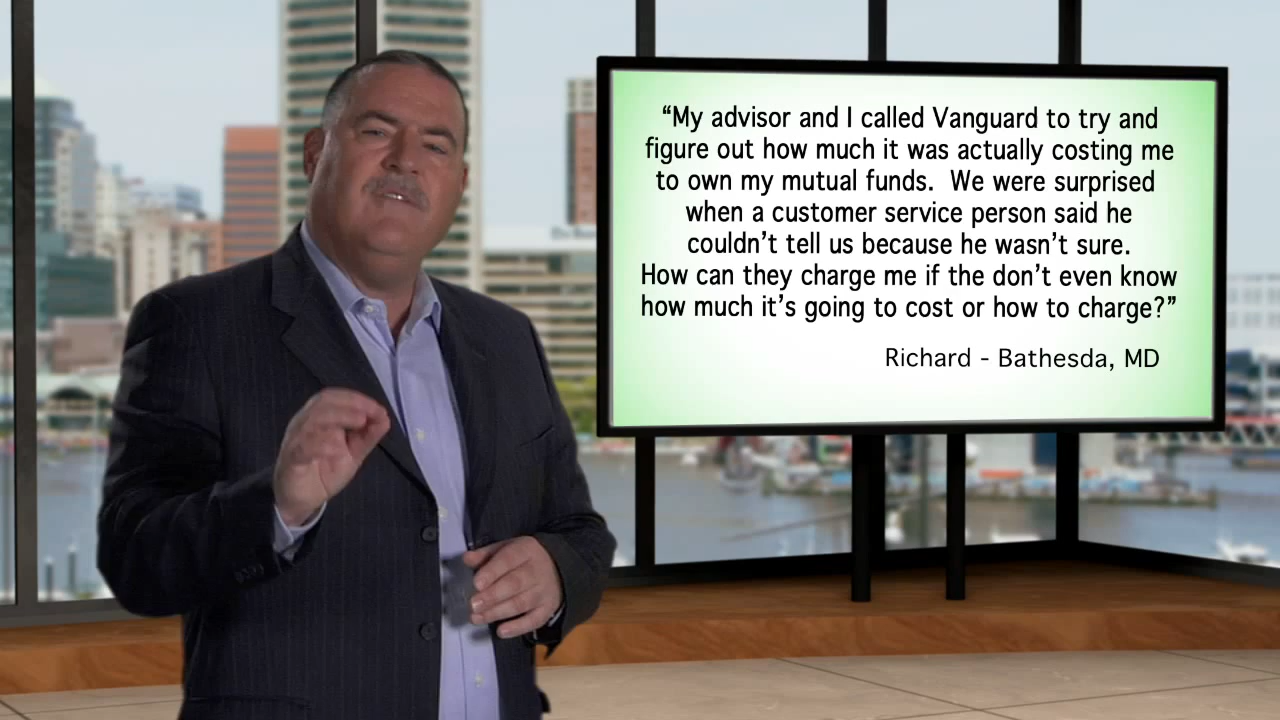 “My advisor and I called Vanguard to try and
figure out how much it was actually costing me
to own my mutual funds.  We were surprised
when a customer service person said he
couldn’t tell us because he wasn’t sure.
How can they charge me if the don’t even know
how much it’s going to cost or how to charge?”
Richard - Bathesda, MD